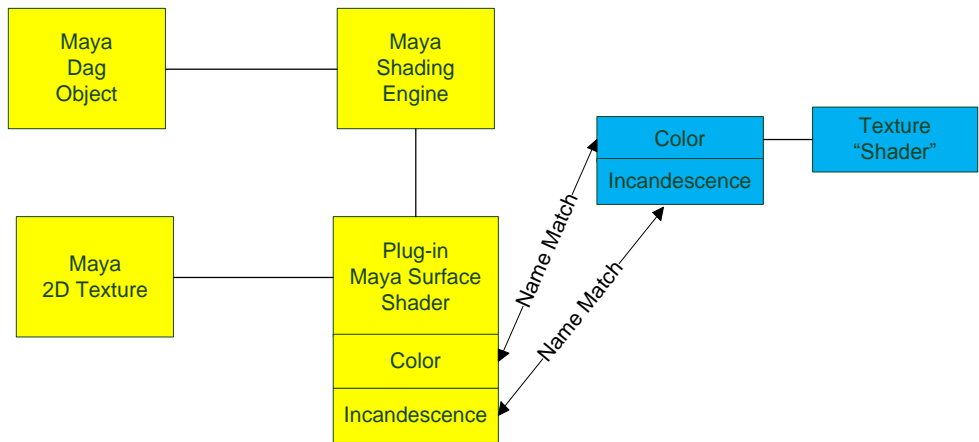 Maya
Dag
Object
Maya
Shading
Engine
Color
Incandescence
Texture
“Shader”
Name Match
Name Match
Maya
2D Texture
Plug-in
Maya Surface
Shader
Color
Incandescence